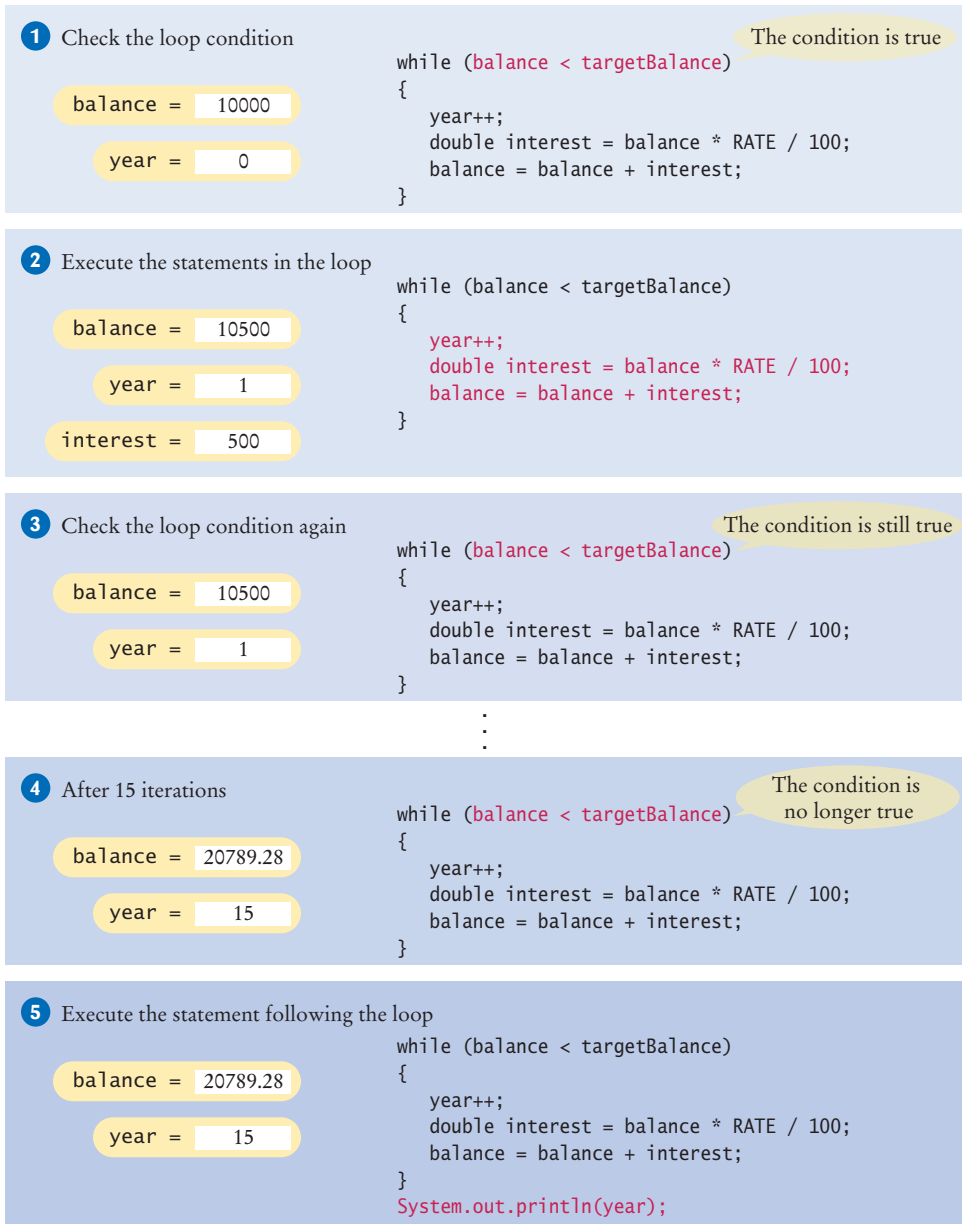 1 Check the loop condition
The condition is true
while (balance < targetBalance)
{
year++;
double interest = balance * RATE / 100;
balance = balance + interest;
}
balance = 10000
year = 0
2 Execute the statements in the loop
while (balance < targetBalance)
{
year++;
double interest = balance * RATE / 100;
balance = balance + interest;
}
balance = 10500
year = 1
interest = 500
3 Check the loop condition again
The condition is still true
while (balance < targetBalance)
{
year++;
double interest = balance * RATE / 100;
balance = balance + interest;
}
balance = 10500
year = 1
.
.
.
4 After 15 iterations
The condition is
no longer true
while (balance < targetBalance)
{
year++;
double interest = balance * RATE / 100;
balance = balance + interest;
}
balance = 20789.28
year = 15
5 Execute the statement following the loop
while (balance < targetBalance)
{
year++;
double interest = balance * RATE / 100;
balance = balance + interest;
}
System.out.println(year);
balance = 20789.28
year = 15